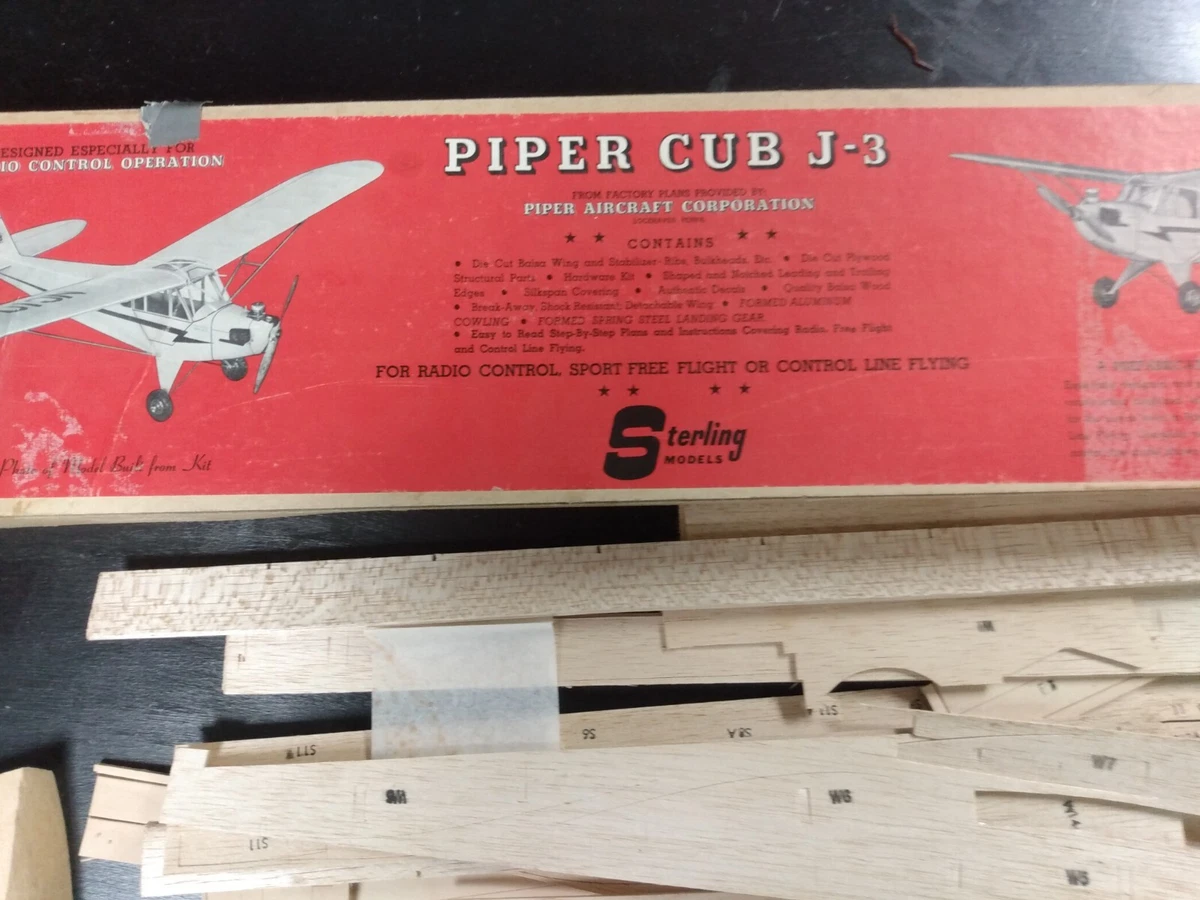 ESIGNED ESPECIALLY FOR
IO CONTROL OPERATION
PIPER CUB J-3
FROM FACTORY PLANS PROVIDED BY:
PIPER AIRCRAFT CORPORATION
★ ★ CONTAINS ★ ★
• Die Cut Balsa Wing and Stabilizer Ribs, Bulkheads, Etc. • Die Cut Plywood
Structural Parts • Hardware Kit • Shaped and Notched Leading and Trailing
Edges • Silkspan Covering • Authentic Decals • Quality Balsa Wood
• Break-Away, Shock Resistant, Detachable Wing • FORMED ALUMINUM
COWLING • FORMED SPRING STEEL LANDING GEAR
• Easy to Read Step-By-Step Plans and Instructions Covering Radio, Free Flight
and Control Line Flying.
FOR RADIO CONTROL, SPORT FREE FLIGHT OR CONTROL LINE FLYING
★ ★ ★ ★
Sterling
MODELS
Photo of Model Built from Kit
S11
S6
S8A
S11
W7
W6
S11
W5